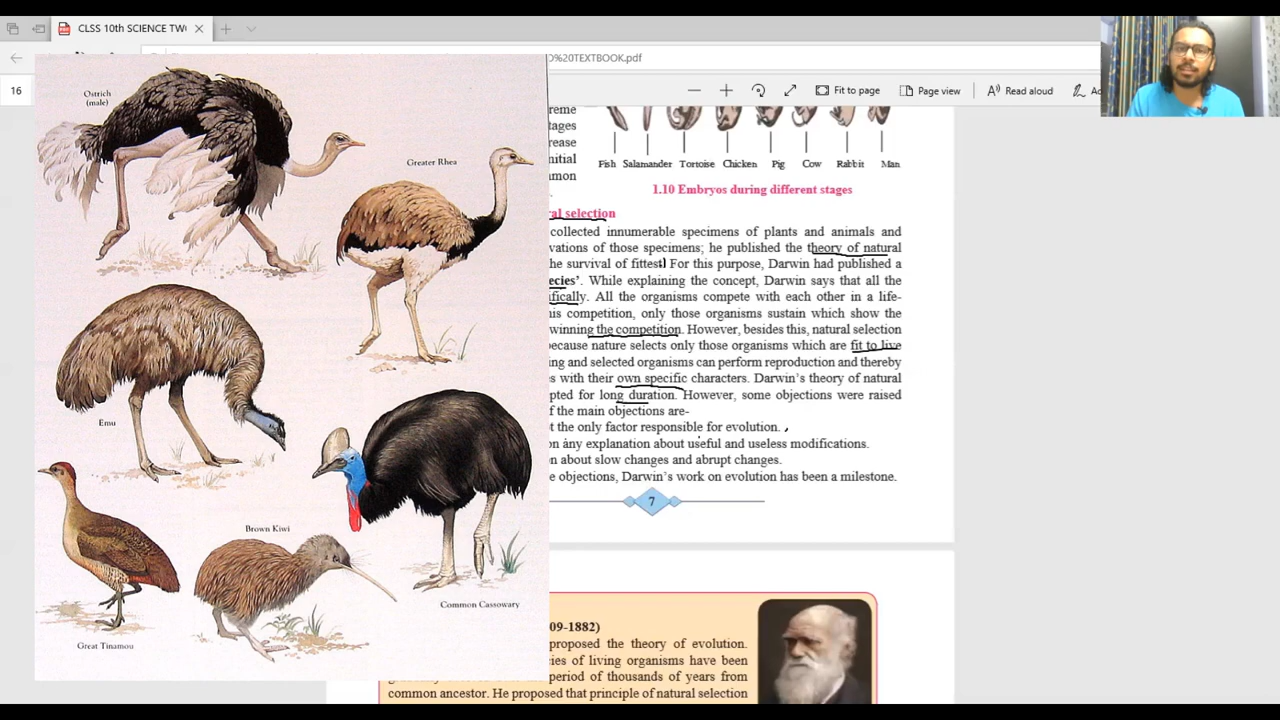 CLSS 10th SCIENCE TW
O%20TEXTBOOK.pdf
16
Fit to page
Page view
Read aloud
Ostrich
(male)
Greater Rhea
Emu
Great Tinamou
Brown Kiwi
Common Cassowary
reme
tages
rease
nitial
mmon
Fish Salamander Tortoise Chicken Pig Cow Rabbit Man
1.10 Embryos during different stages
ral selection
collected innumerable specimens of plants and animals and
vations of those specimens; he published the theory of natural
he survival of fittest' For this purpose, Darwin had published a
ecies'. While explaining the concept, Darwin says that all the
ifically. All the organisms compete with each other in a life-
his competition, only those organisms sustain which show the
winning the competition. However, besides this, natural selection
because nature selects only those organisms which are fit to live
ing and selected organisms can perform reproduction and thereby
es with their own specific characters. Darwin's theory of natural
pted for long duration. However, some objections were raised
f the main objections are-
ot the only factor responsible for evolution.
on any explanation about useful and useless modifications.
n about slow changes and abrupt changes.
e objections, Darwin's work on evolution has been a milestone.
7
09-1882)
proposed the theory of evolution.
cies of living organisms have been
period of thousands of years from
common ancestor. He proposed that principle of natural selection